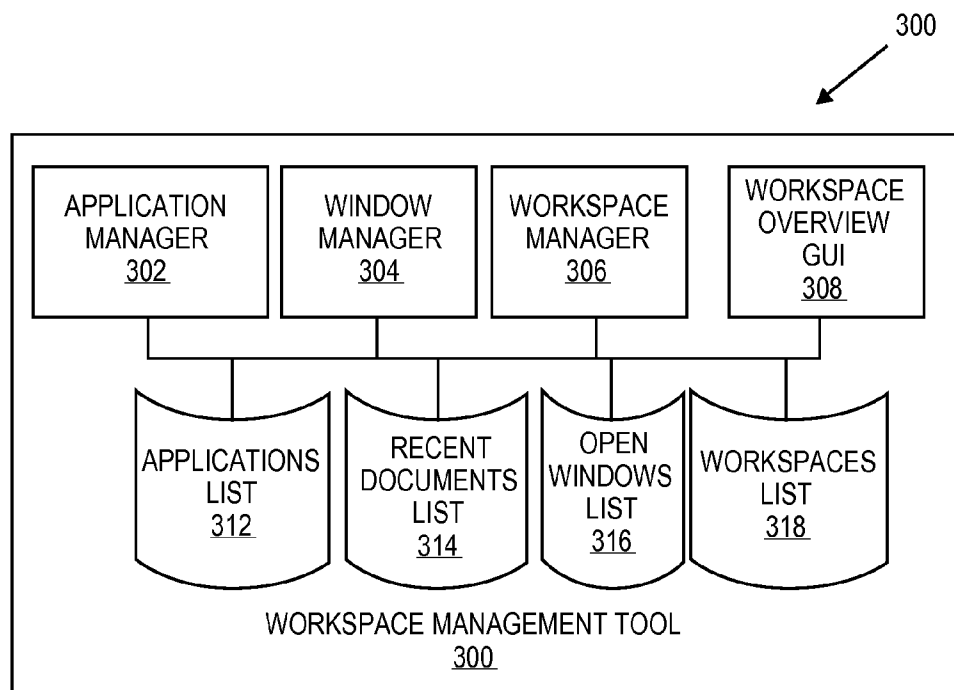 300
APPLICATION
MANAGER
302
WINDOW
MANAGER
304
WORKSPACE
MANAGER
306
WORKSPACE
OVERVIEW
GUI
308
APPLICATIONS
LIST
312
RECENT
DOCUMENTS
LIST
314
OPEN
WINDOWS
LIST
316
WORKSPACES
LIST
318
WORKSPACE MANAGEMENT TOOL
300